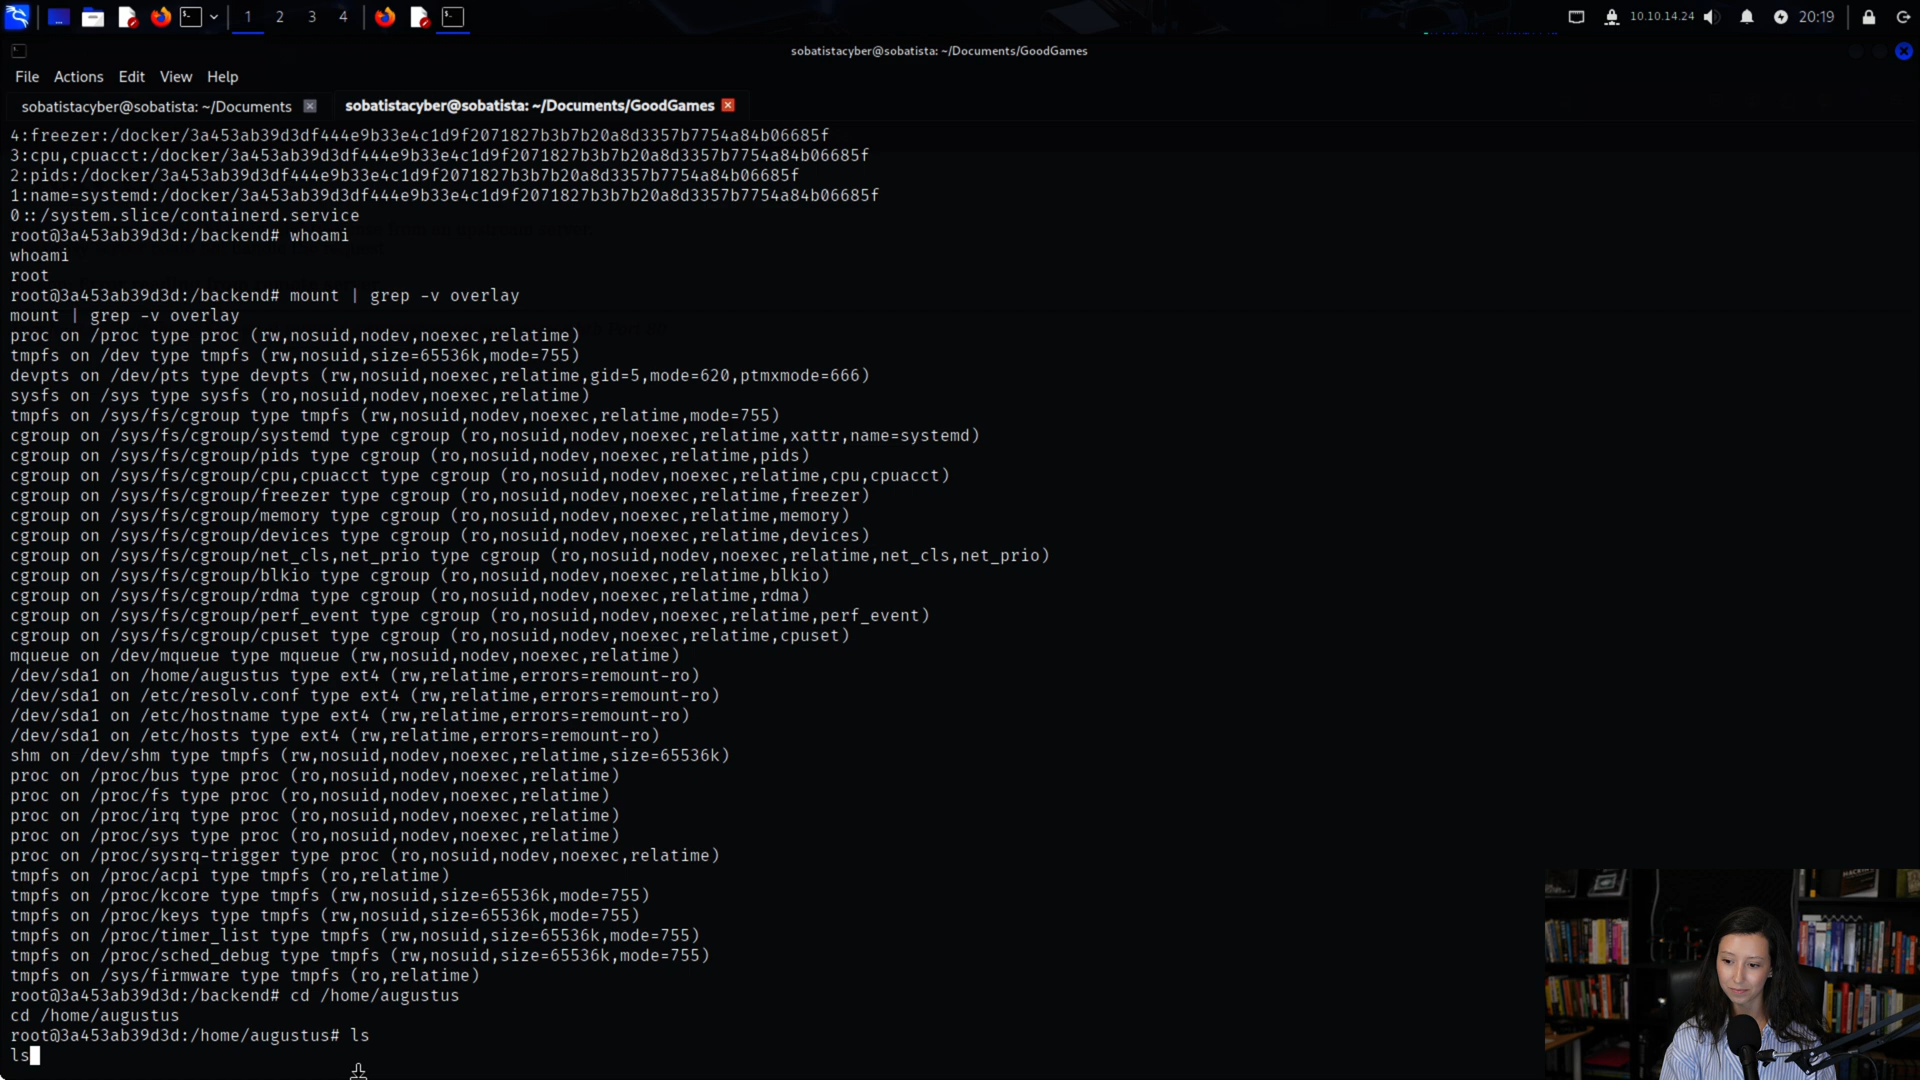 1 2 3 4 10.10.14.24 20:19
sobatistacyber@sobatista: ~/Documents/GoodGames
File Actions Edit View Help
sobatistacyber@sobatista: ~/Documents sobatistacyber@sobatista: ~/Documents/GoodGames
4:freezer:/docker/3a453ab39d3df444e9b33e4c1d9f2071827b3b7b20a8d3357b7754a84b06685f
3:cpu,cpuacct:/docker/3a453ab39d3df444e9b33e4c1d9f2071827b3b7b20a8d3357b7754a84b06685f
2:pids:/docker/3a453ab39d3df444e9b33e4c1d9f2071827b3b7b20a8d3357b7754a84b06685f
1:name=systemd:/docker/3a453ab39d3df444e9b33e4c1d9f2071827b3b7b20a8d3357b7754a84b06685f
0::/system.slice/containerd.service
root@3a453ab39d3d:/backend# whoami
whoami
root
root@3a453ab39d3d:/backend# mount | grep -v overlay
mount | grep -v overlay
proc on /proc type proc (rw,nosuid,nodev,noexec,relatime)
tmpfs on /dev type tmpfs (rw,nosuid,size=65536k,mode=755)
devpts on /dev/pts type devpts (rw,nosuid,noexec,relatime,gid=5,mode=620,ptmxmode=666)
sysfs on /sys type sysfs (ro,nosuid,nodev,noexec,relatime)
tmpfs on /sys/fs/cgroup type tmpfs (rw,nosuid,nodev,noexec,relatime,mode=755)
cgroup on /sys/fs/cgroup/systemd type cgroup (ro,nosuid,nodev,noexec,relatime,xattr,name=systemd)
cgroup on /sys/fs/cgroup/pids type cgroup (ro,nosuid,nodev,noexec,relatime,pids)
cgroup on /sys/fs/cgroup/cpu,cpuacct type cgroup (ro,nosuid,nodev,noexec,relatime,cpu,cpuacct)
cgroup on /sys/fs/cgroup/freezer type cgroup (ro,nosuid,nodev,noexec,relatime,freezer)
cgroup on /sys/fs/cgroup/memory type cgroup (ro,nosuid,nodev,noexec,relatime,memory)
cgroup on /sys/fs/cgroup/devices type cgroup (ro,nosuid,nodev,noexec,relatime,devices)
cgroup on /sys/fs/cgroup/net_cls,net_prio type cgroup (ro,nosuid,nodev,noexec,relatime,net_cls,net_prio)
cgroup on /sys/fs/cgroup/blkio type cgroup (ro,nosuid,nodev,noexec,relatime,blkio)
cgroup on /sys/fs/cgroup/rdma type cgroup (ro,nosuid,nodev,noexec,relatime,rdma)
cgroup on /sys/fs/cgroup/perf_event type cgroup (ro,nosuid,nodev,noexec,relatime,perf_event)
cgroup on /sys/fs/cgroup/cpuset type cgroup (ro,nosuid,nodev,noexec,relatime,cpuset)
mqueue on /dev/mqueue type mqueue (rw,nosuid,nodev,noexec,relatime)
/dev/sda1 on /home/augustus type ext4 (rw,relatime,errors=remount-ro)
/dev/sda1 on /etc/resolv.conf type ext4 (rw,relatime,errors=remount-ro)
/dev/sda1 on /etc/hostname type ext4 (rw,relatime,errors=remount-ro)
/dev/sda1 on /etc/hosts type ext4 (rw,relatime,errors=remount-ro)
shm on /dev/shm type tmpfs (rw,nosuid,nodev,noexec,relatime,size=65536k)
proc on /proc/bus type proc (ro,nosuid,nodev,noexec,relatime)
proc on /proc/fs type proc (ro,nosuid,nodev,noexec,relatime)
proc on /proc/irq type proc (ro,nosuid,nodev,noexec,relatime)
proc on /proc/sys type proc (ro,nosuid,nodev,noexec,relatime)
proc on /proc/sysrq-trigger type proc (ro,nosuid,nodev,noexec,relatime)
tmpfs on /proc/acpi type tmpfs (ro,relatime)
tmpfs on /proc/kcore type tmpfs (rw,nosuid,size=65536k,mode=755)
tmpfs on /proc/keys type tmpfs (rw,nosuid,size=65536k,mode=755)
tmpfs on /proc/timer_list type tmpfs (rw,nosuid,size=65536k,mode=755)
tmpfs on /proc/sched_debug type tmpfs (rw,nosuid,size=65536k,mode=755)
tmpfs on /sys/firmware type tmpfs (ro,relatime)
root@3a453ab39d3d:/backend# cd /home/augustus
cd /home/augustus
root@3a453ab39d3d:/home/augustus# ls
ls